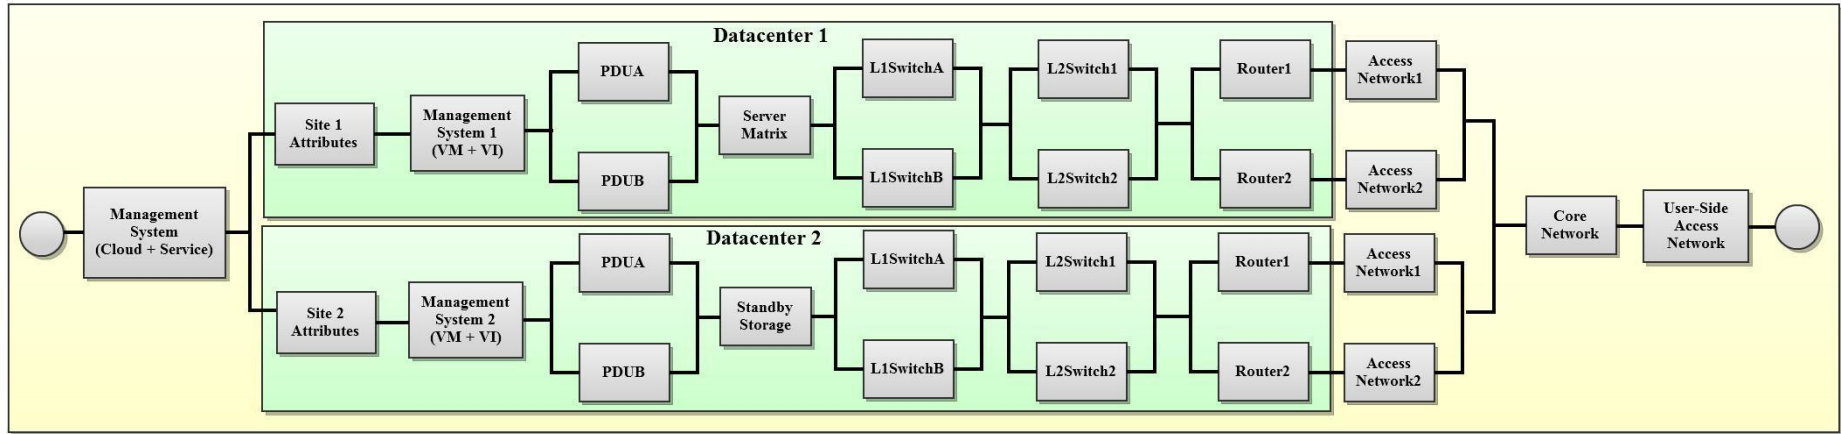 Datacenter 1
PDUA
L1SwitchA
L2Switch1
Router1
Access
Network1
Site 1
Attributes
Management
System 1
(VM + VI)
Server
Matrix
PDUB
L1SwitchB
L2Switch2
Router2
Access
Network2
Management
System
(Cloud + Service)
Core
Network
User-Side
Access
Network
Datacenter 2
PDUA
L1SwitchA
L2Switch1
Router1
Access
Network1
Site 2
Attributes
Management
System 2
(VM + VI)
Standby
Storage
PDUB
L1SwitchB
L2Switch2
Router2
Access
Network2